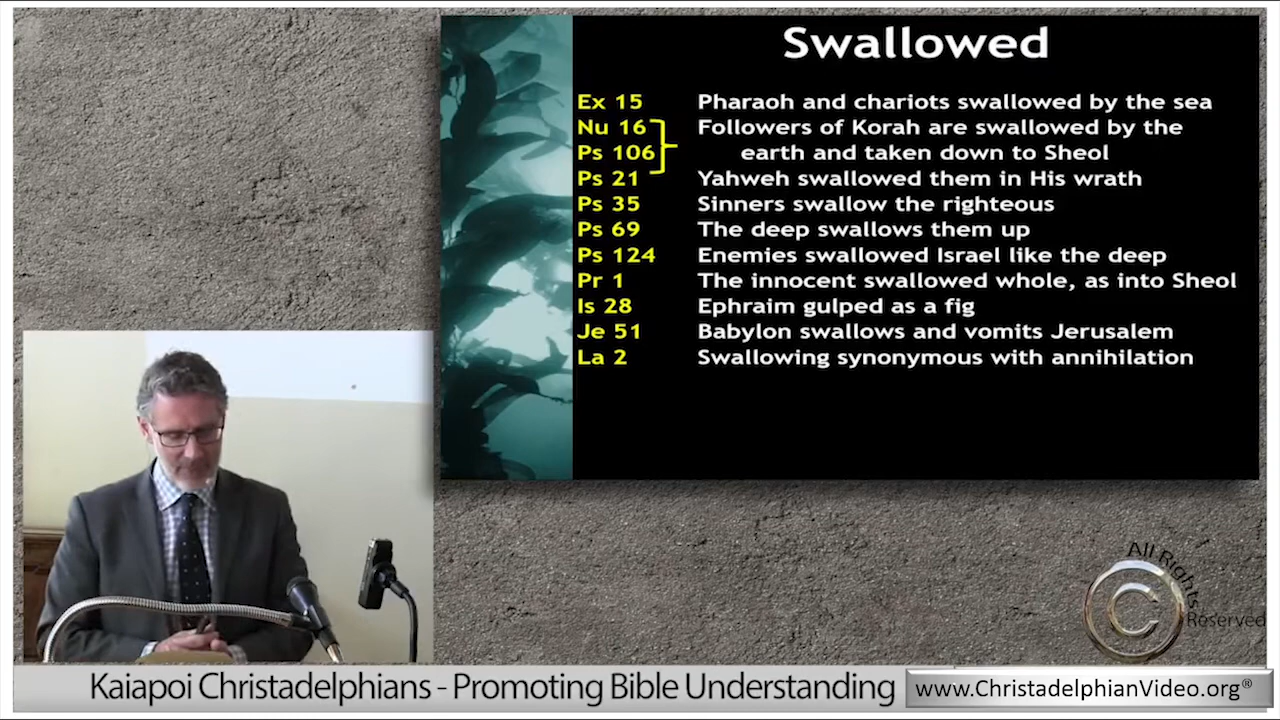 Swallowed
Ex 15 Pharaoh and chariots swallowed by the sea
Nu 16 Followers of Korah are swallowed by the
Ps 106 earth and taken down to Sheol
Ps 21 Yahweh swallowed them in His wrath
Ps 35 Sinners swallow the righteous
Ps 69 The deep swallows them up
Ps 124 Enemies swallowed Israel like the deep
Pr 1 The innocent swallowed whole, as into Sheol
Is 28 Ephraim gulped as a fig
Je 51 Babylon swallows and vomits Jerusalem
La 2 Swallowing synonymous with annihilation
All Rights
©
Reserved
Kaiapoi Christadelphians - Promoting Bible Understanding
www.ChristadelphianVideo.org®